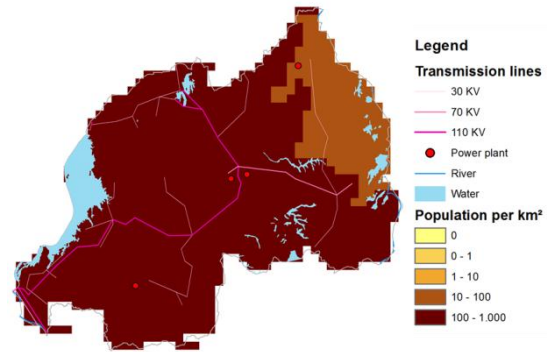 Legend
Transmission lines
30 KV
70 KV
110 KV
Power plant
River
Water
Population per km²
0
0 - 1
1 - 10
10 - 100
100 - 1.000